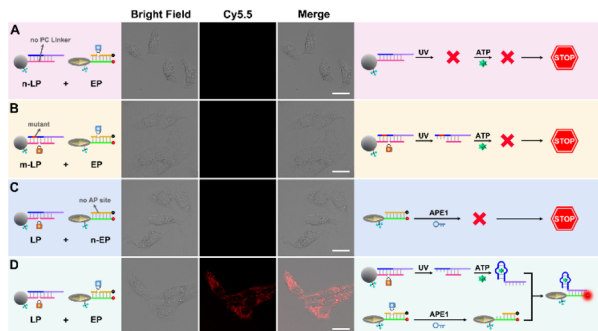 Bright Field Cy5.5 Merge
A
no PC Linker
n-LP + EP
UV ATP
STOP
B
mutant
m-LP + EP
UV ATP
STOP
C
no AP site
LP + n-EP
APE1
STOP
D
LP + EP
UV ATP
APE1